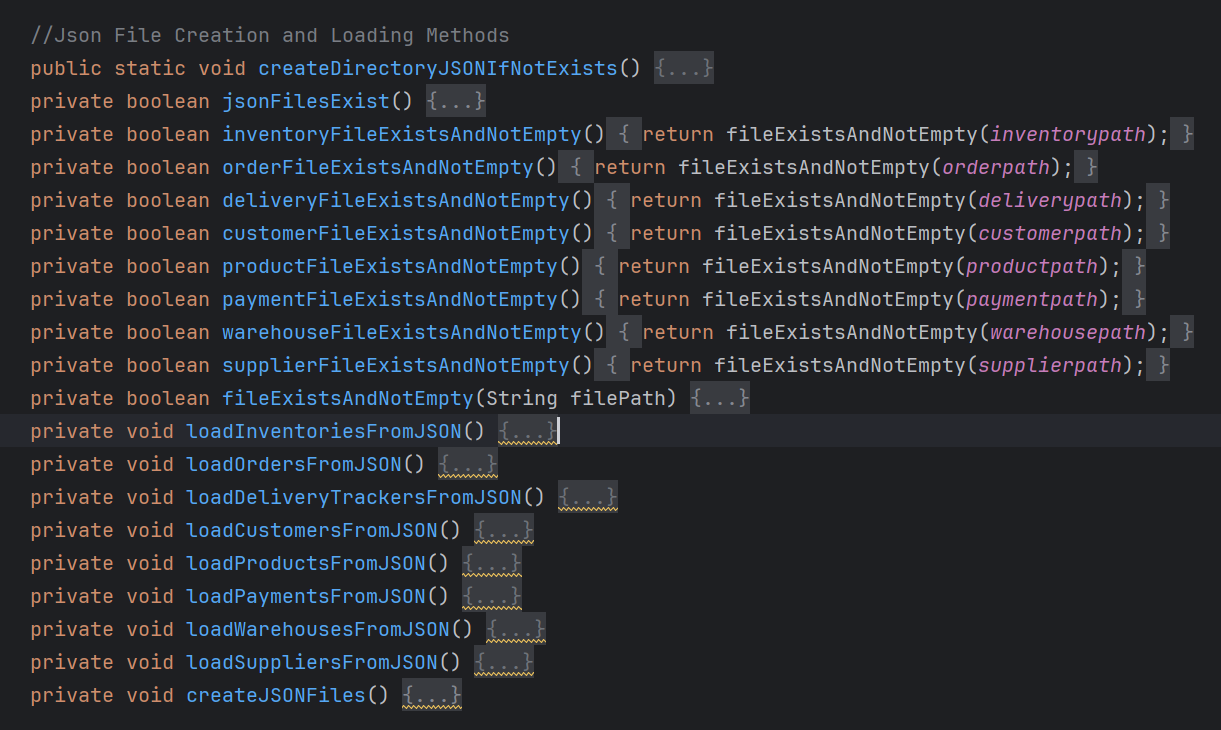 //Json File Creation and Loading Methods
public static void createDirectoryJSONIfNotExists() {...}
private boolean jsonFilesExist() {...}
private boolean inventoryFileExistsAndNotEmpty() { return fileExistsAndNotEmpty(inventorypath); }
private boolean orderFileExistsAndNotEmpty() { return fileExistsAndNotEmpty(orderpath); }
private boolean deliveryFileExistsAndNotEmpty() { return fileExistsAndNotEmpty(deliverypath); }
private boolean customerFileExistsAndNotEmpty() { return fileExistsAndNotEmpty(customerpath); }
private boolean productFileExistsAndNotEmpty() { return fileExistsAndNotEmpty(productpath); }
private boolean paymentFileExistsAndNotEmpty() { return fileExistsAndNotEmpty(paymentpath); }
private boolean warehouseFileExistsAndNotEmpty() { return fileExistsAndNotEmpty(warehousepath); }
private boolean supplierFileExistsAndNotEmpty() { return fileExistsAndNotEmpty(supplierpath); }
private boolean fileExistsAndNotEmpty(String filePath) {...}
private void loadInventoriesFromJSON() {...}
private void loadOrdersFromJSON() {...}
private void loadDeliveryTrackersFromJSON() {...}
private void loadCustomersFromJSON() {...}
private void loadProductsFromJSON() {...}
private void loadPaymentsFromJSON() {...}
private void loadWarehousesFromJSON() {...}
private void loadSuppliersFromJSON() {...}
private void createJSONFiles() {...}